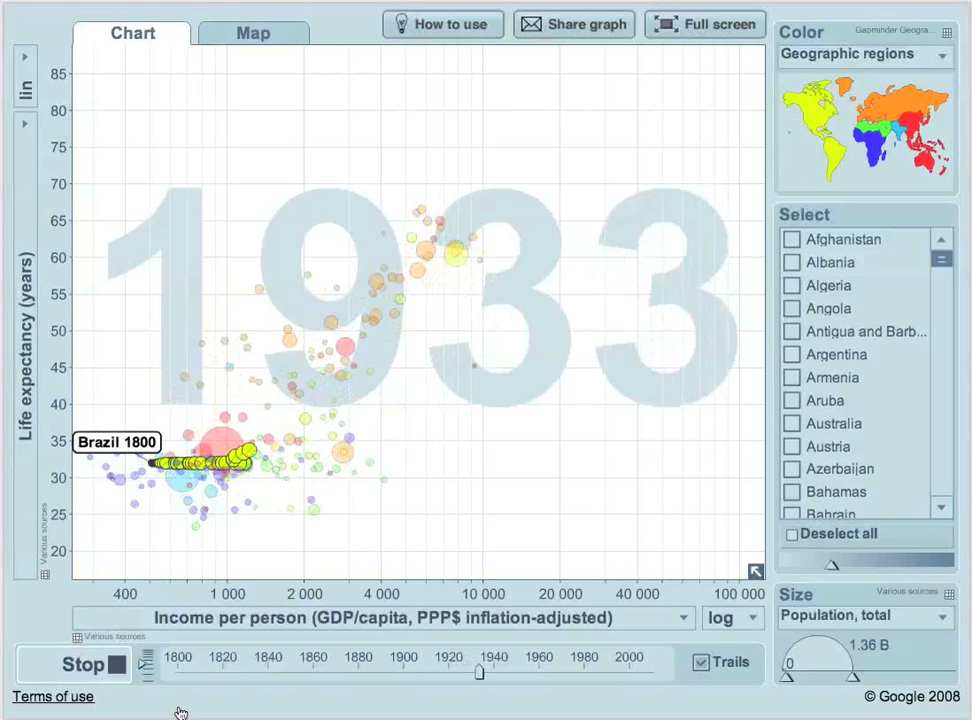 Chart
Map
How to use
Share graph
Full screen
Color
Gapminder Geogra...
Geographic regions
Select
Afghanistan
Albania
Algeria
Angola
Antigua and Barb...
Argentina
Armenia
Aruba
Australia
Austria
Azerbaijan
Bahamas
Bahrain
Deselect all
Size
Various sources
Population, total
0
1.36 B
lin
Life expectancy (years)
Various sources
85
80
75
70
65
60
55
50
45
40
35
30
25
20
1933
Brazil 1800
400
1 000
2 000
4 000
10 000
20 000
40 000
100 000
Income per person (GDP/capita, PPP$ inflation-adjusted)
log
Various sources
Stop
1800 1820 1840 1860 1880 1900 1920 1940 1960 1980 2000
Trails
Terms of use
© Google 2008